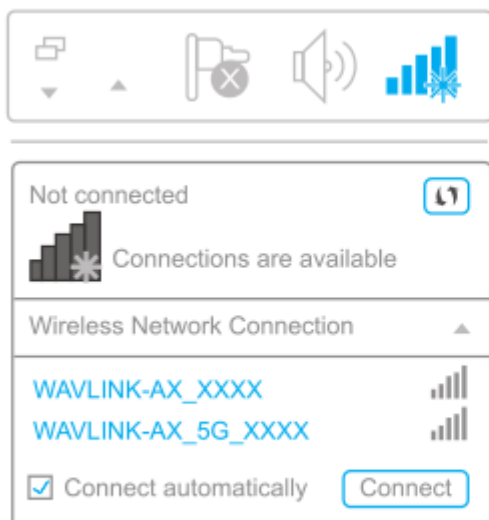 Not connected
Connections are available
Wireless Network Connection
WAVLINK-AX_XXXX
WAVLINK-AX_5G_XXXX
Connect automatically Connect